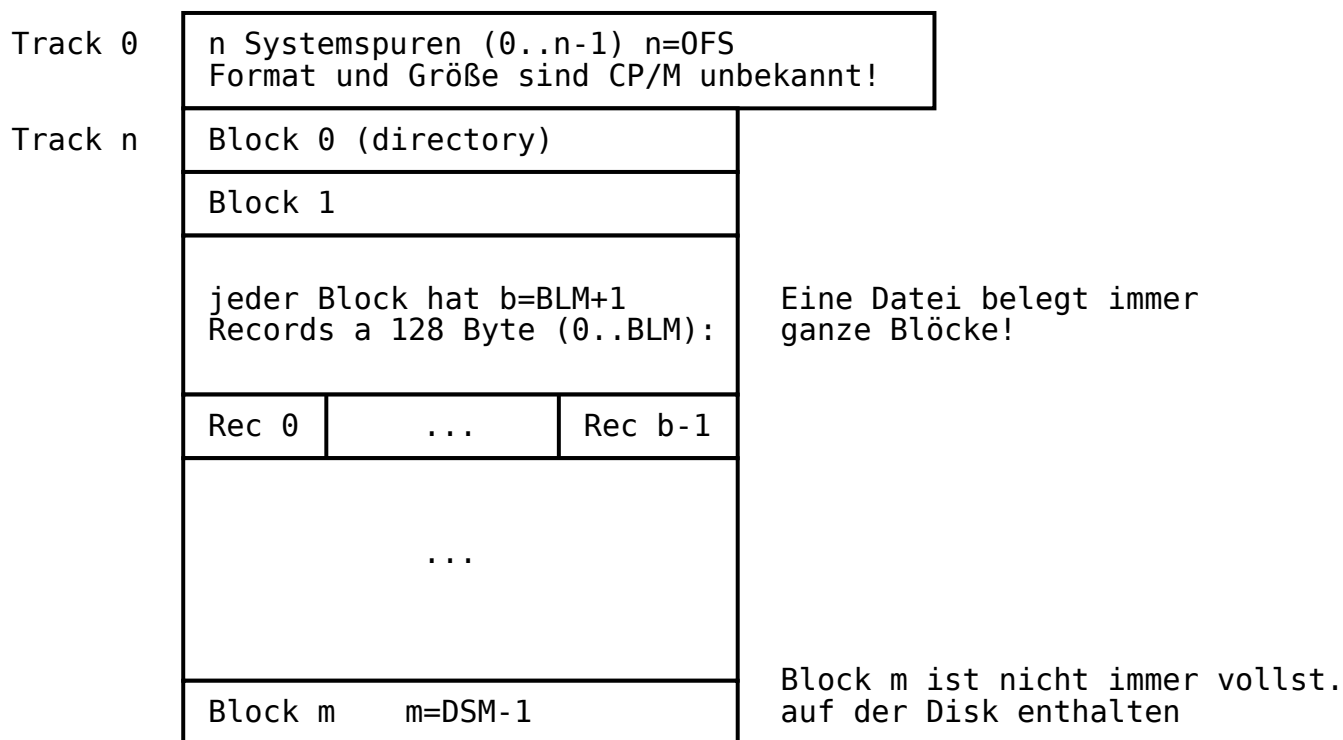 Track 0
n Systemspuren (0..n-1) n=OFS
Format und Größe sind CP/M unbekannt!
Track n
Block 0 (directory)
Block 1
jeder Block hat b=BLM+1
Records a 128 Byte (0..BLM):
Eine Datei belegt immer
ganze Blöcke!
Rec 0
...
Rec b-1
...
Block m m=DSM-1
Block m ist nicht immer vollst.
auf der Disk enthalten